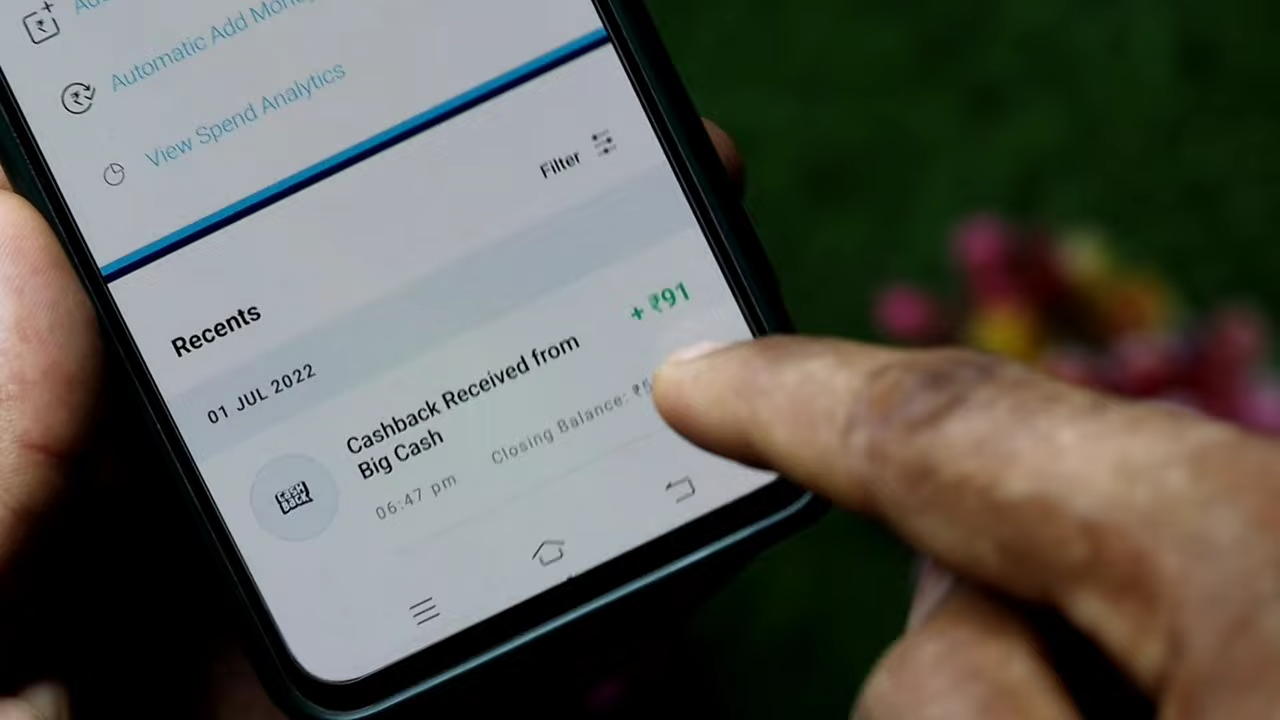 Automatic Add Money
View Spend Analytics
Filter
Recents
01 JUL 2022
+ ₹91
Cashback Received from
Big Cash
06:47 pm
Closing Balance: ₹
CASH
BACK